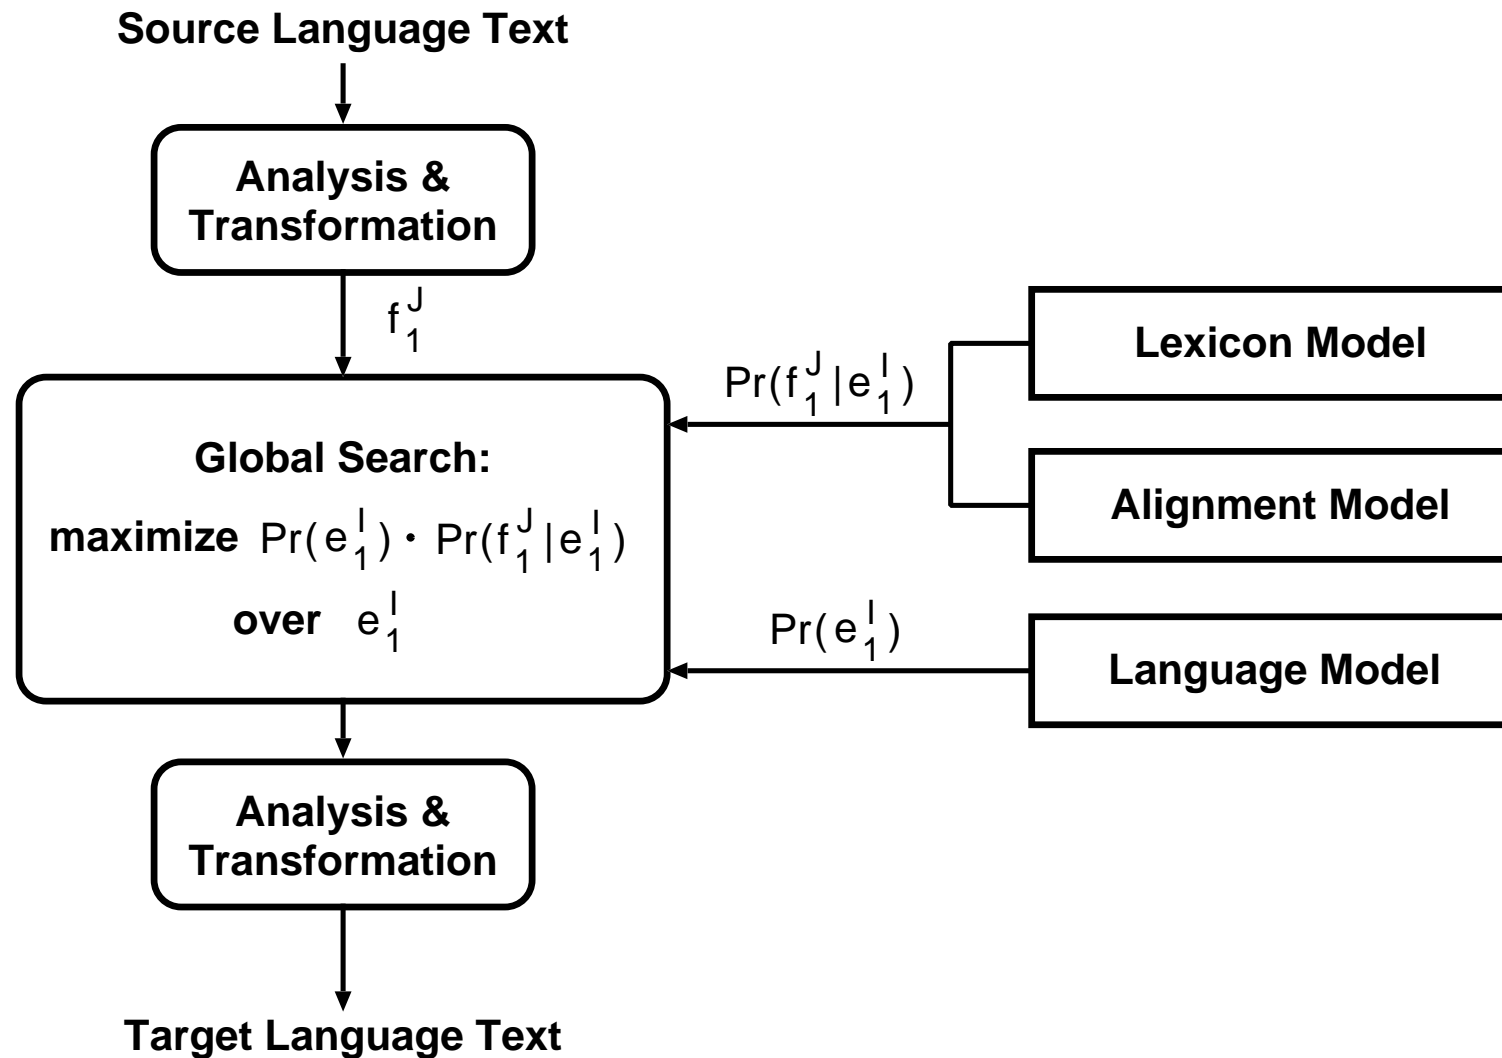 Source Language Text
Analysis &
Transformation
f_1^J
Global Search:
maximize Pr(e_1^I) · Pr(f_1^J|e_1^I)
over e_1^I
Pr(f_1^J|e_1^I)
Lexicon Model
Alignment Model
Pr(e_1^I)
Language Model
Analysis &
Transformation
Target Language Text